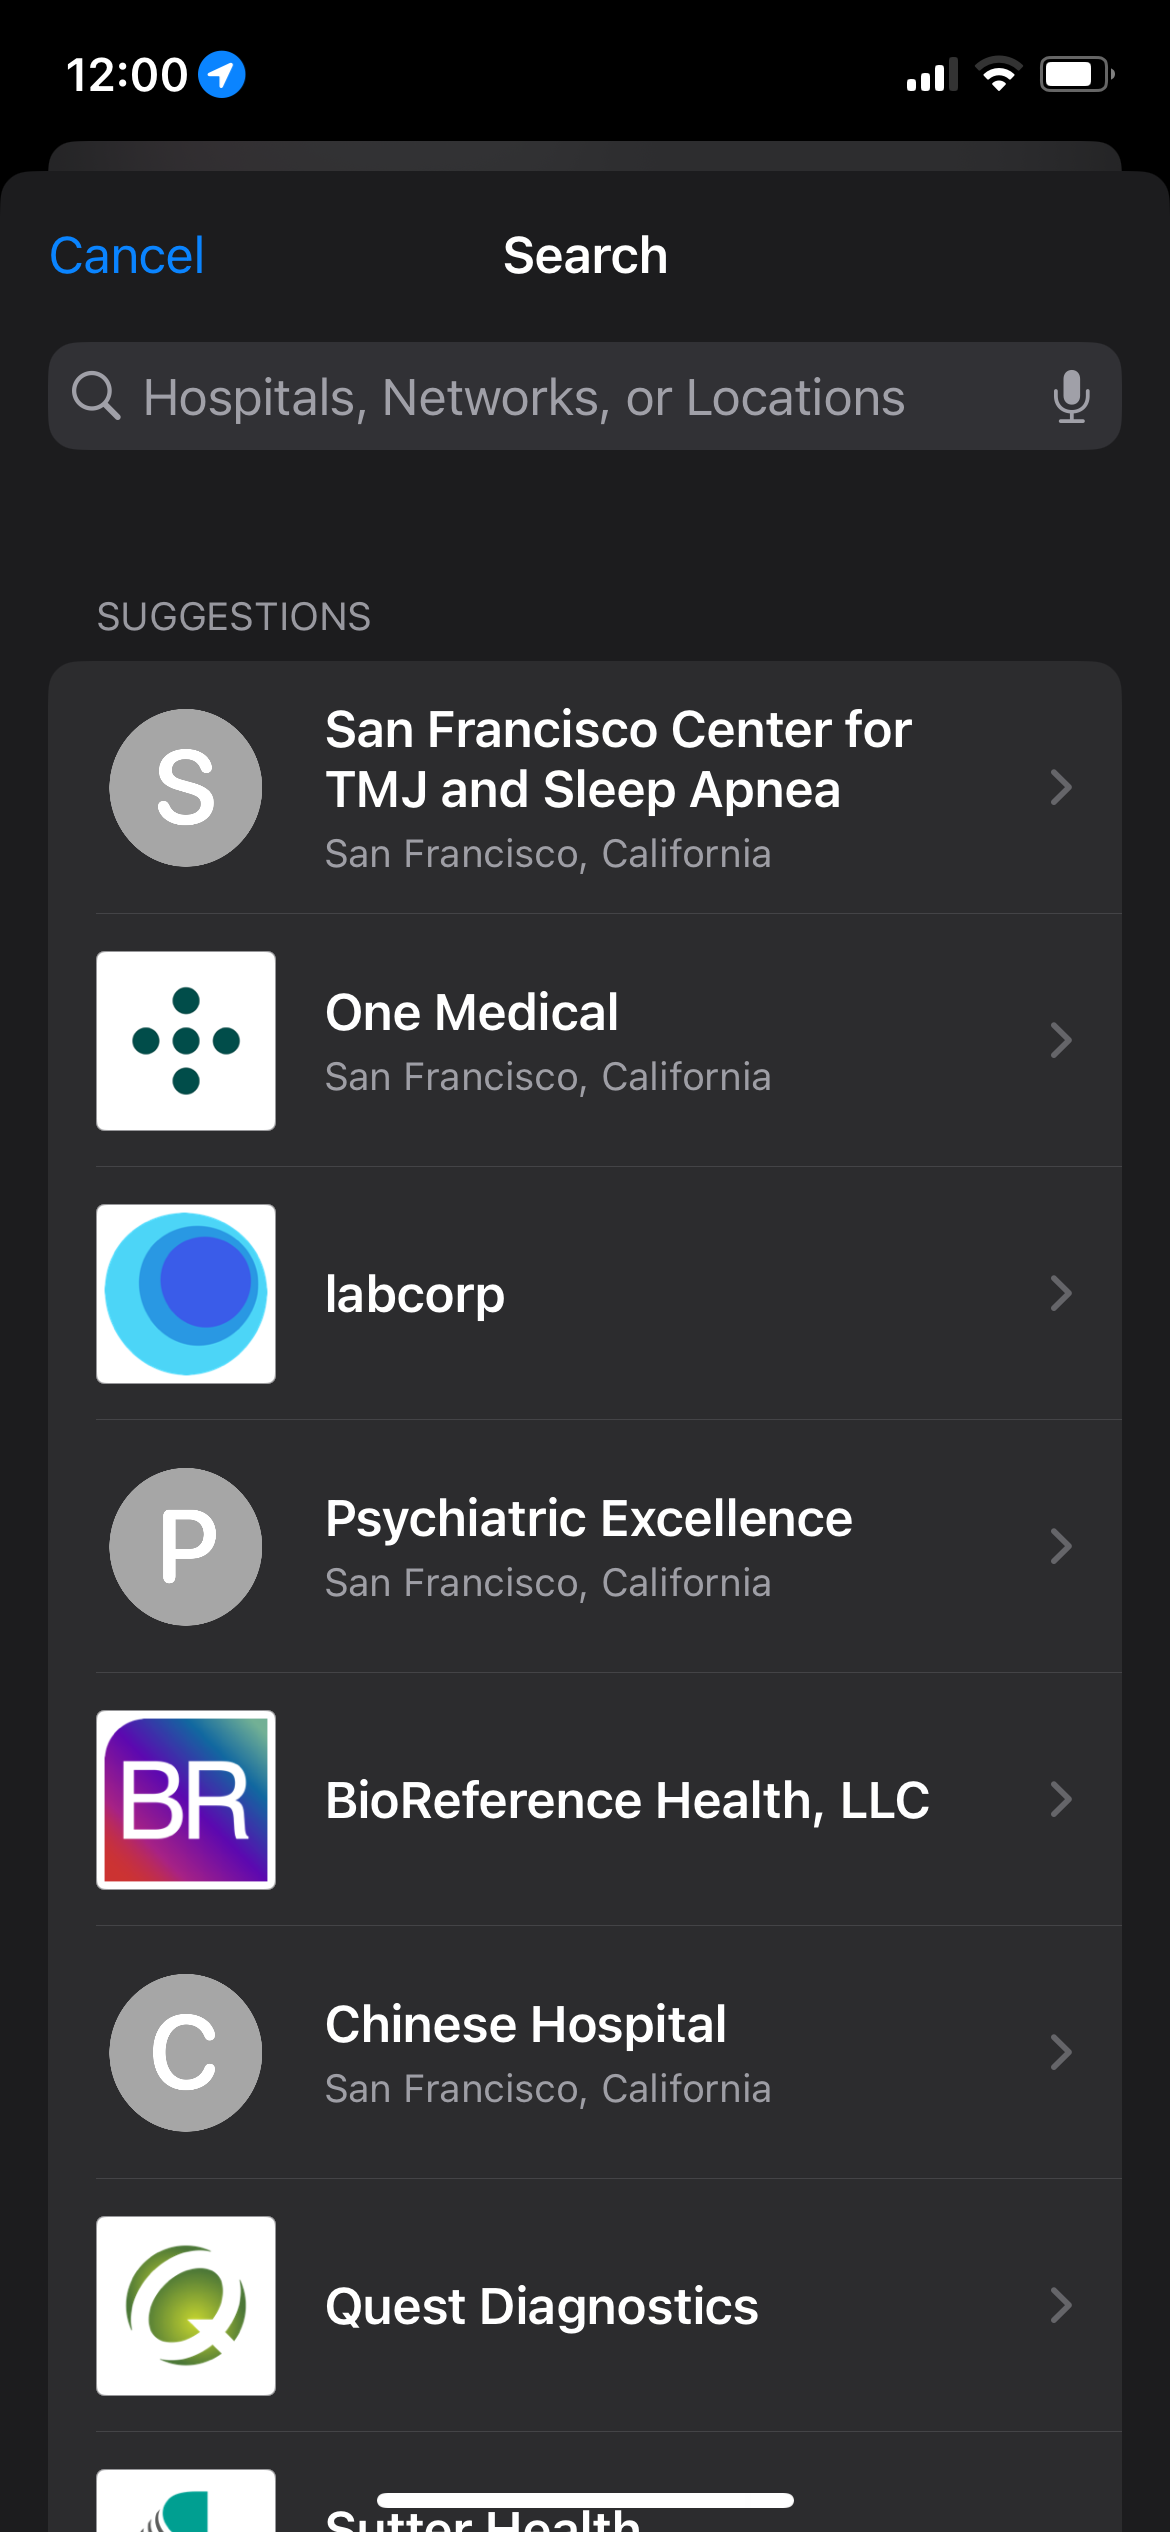 12:00
Cancel
Search
Hospitals, Networks, or Locations
SUGGESTIONS
S
San Francisco Center for
TMJ and Sleep Apnea
San Francisco, California
One Medical
San Francisco, California
labcorp
P
Psychiatric Excellence
San Francisco, California
BR
BioReference Health, LLC
C
Chinese Hospital
San Francisco, California
Quest Diagnostics
Sutter Health